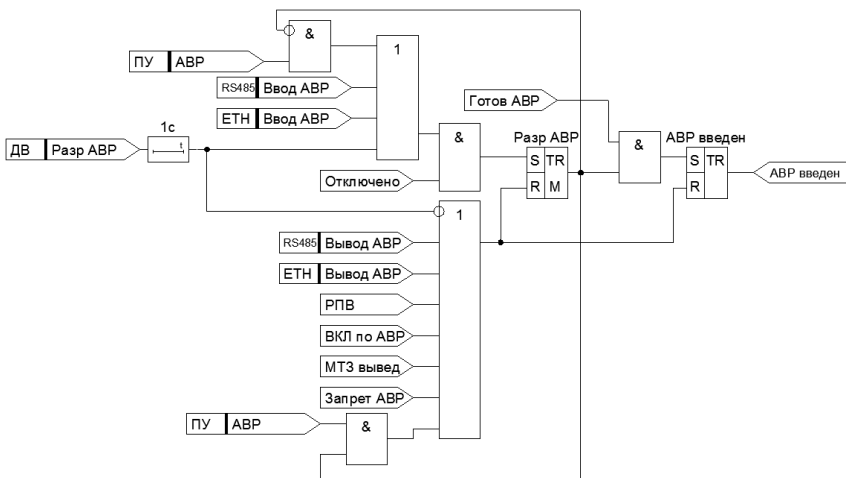 &
ПУ АВР
1
RS485 Ввод АВР
ETH Ввод АВР
Готов АВР
1с
ДВ Разр АВР
t
&
Разр АВР
S TR
R M
&
АВР введен
S TR
R
АВР введен
Отключено
1
RS485 Вывод АВР
ETH Вывод АВР
РПВ
ВКЛ по АВР
МТЗ вывед
Запрет АВР
ПУ АВР
&